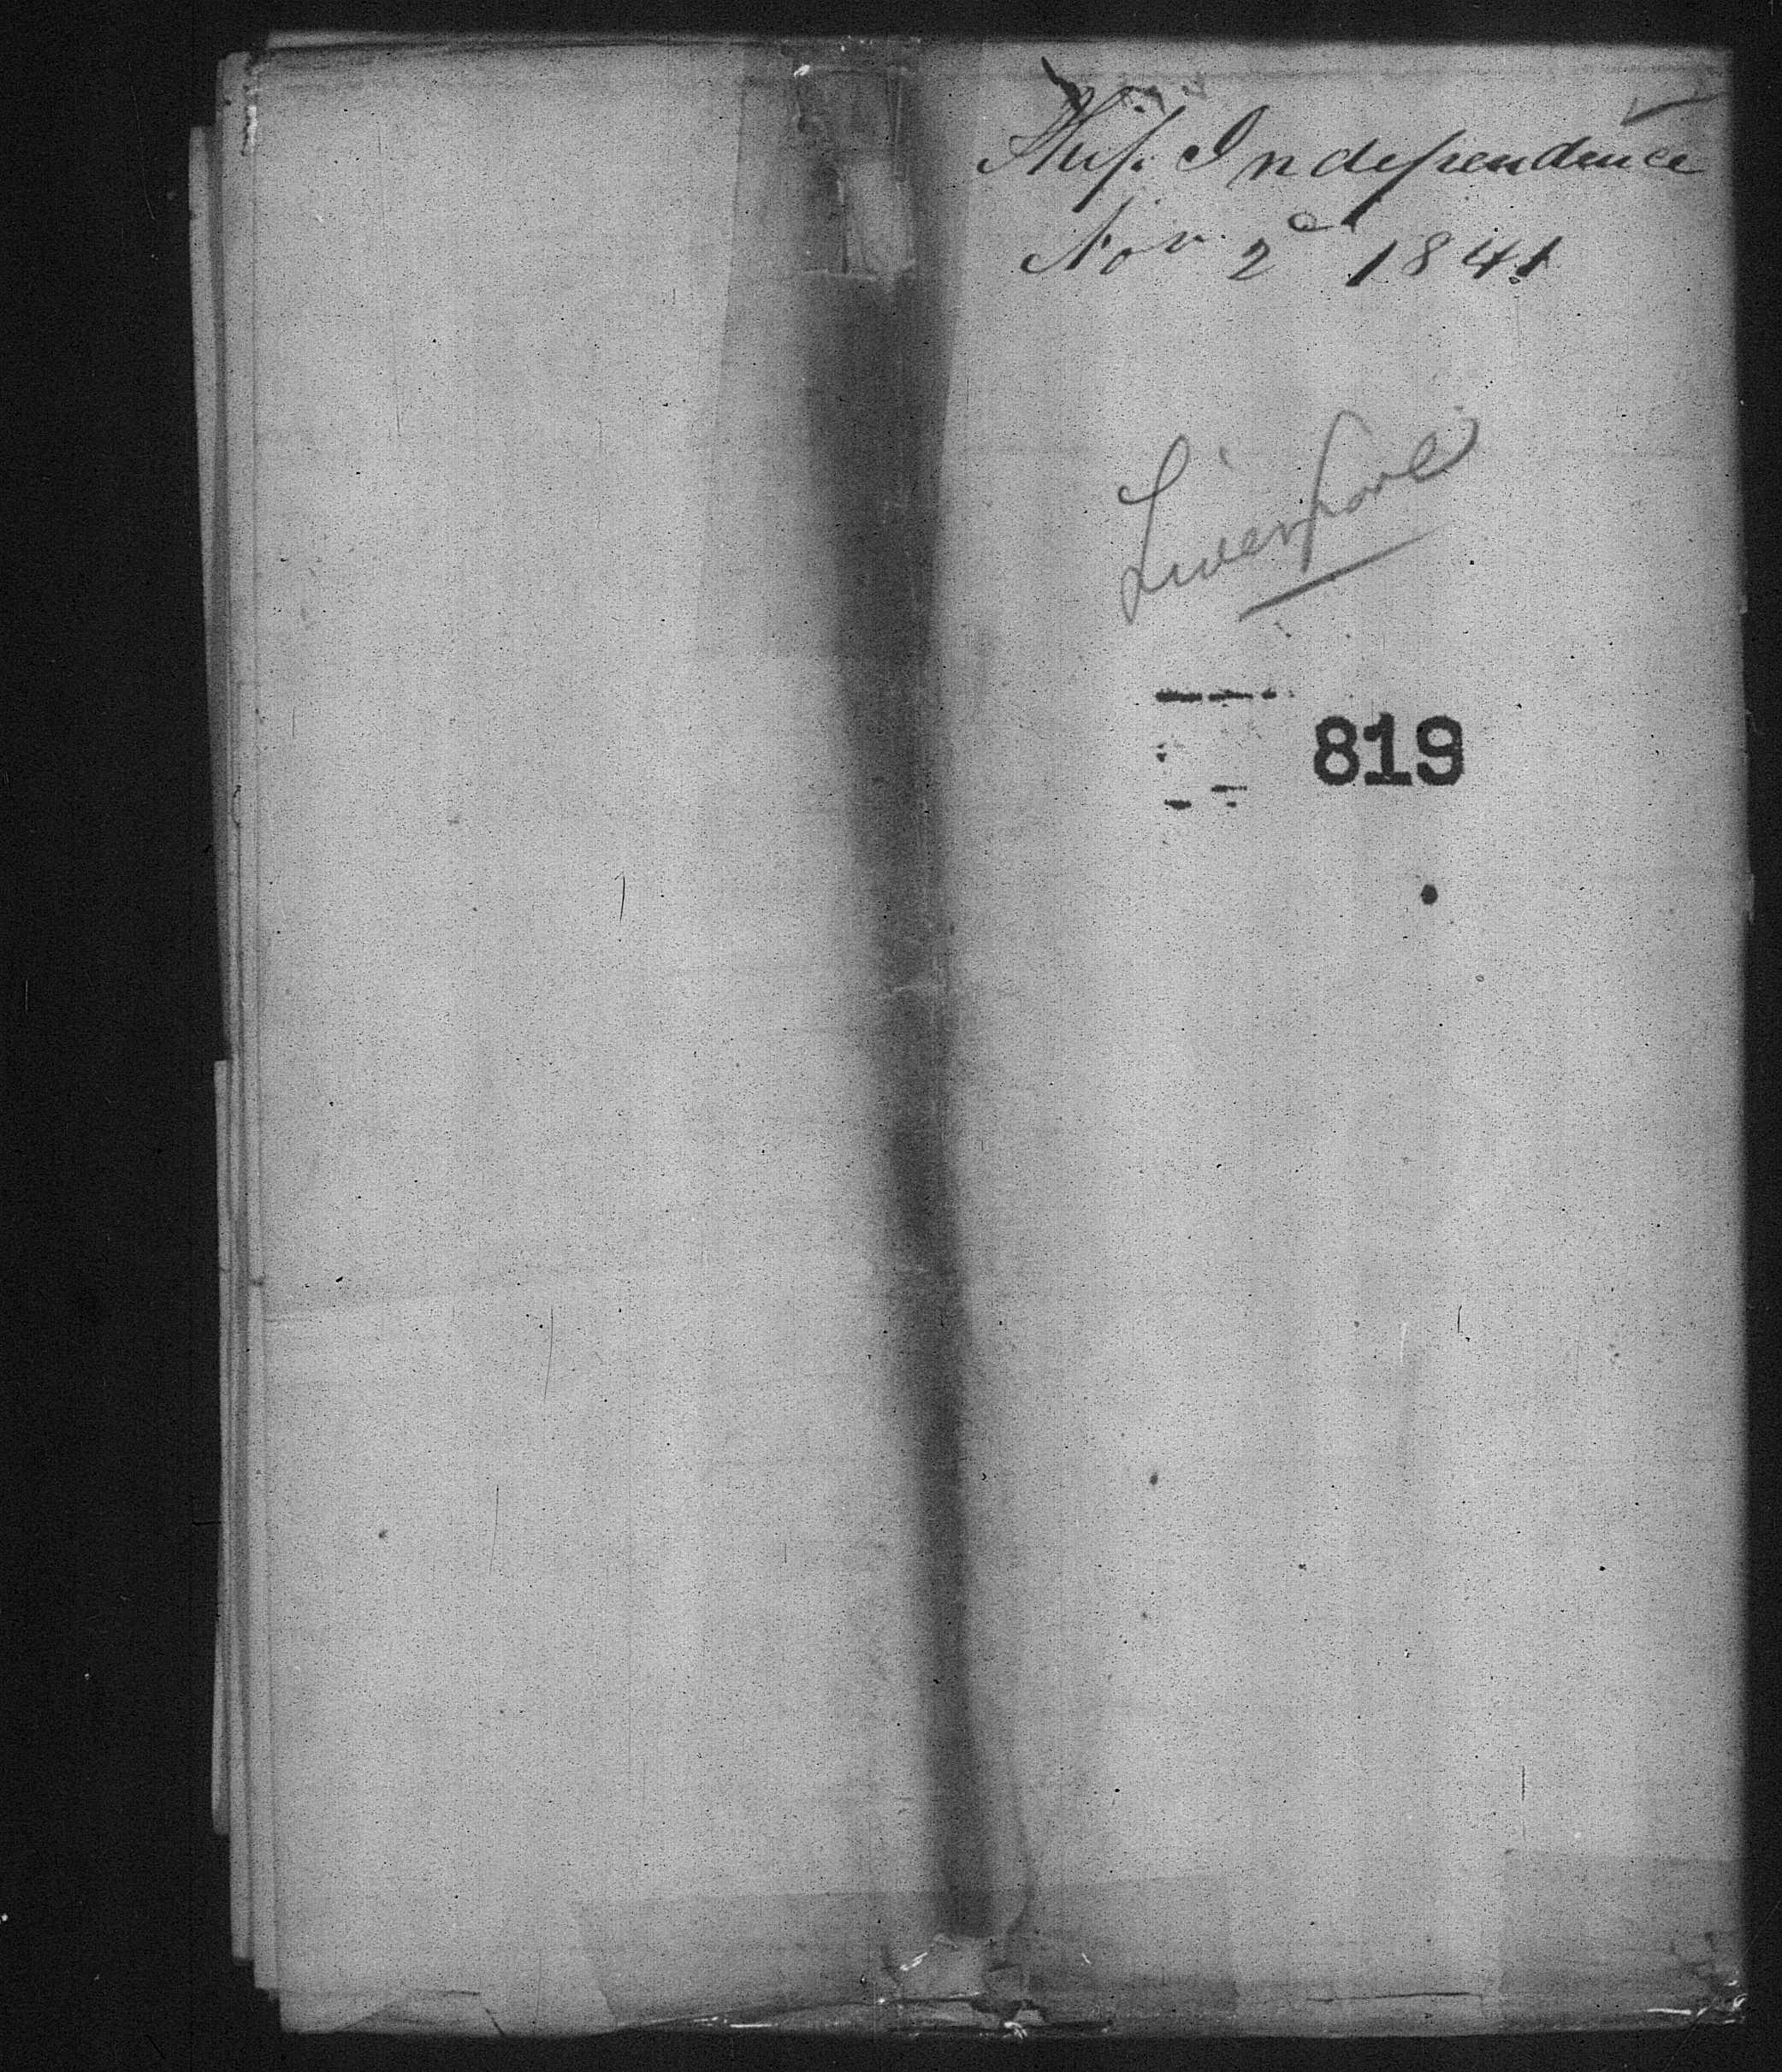 Ship Independence
Nov. 2d 1841
Liverpool
819